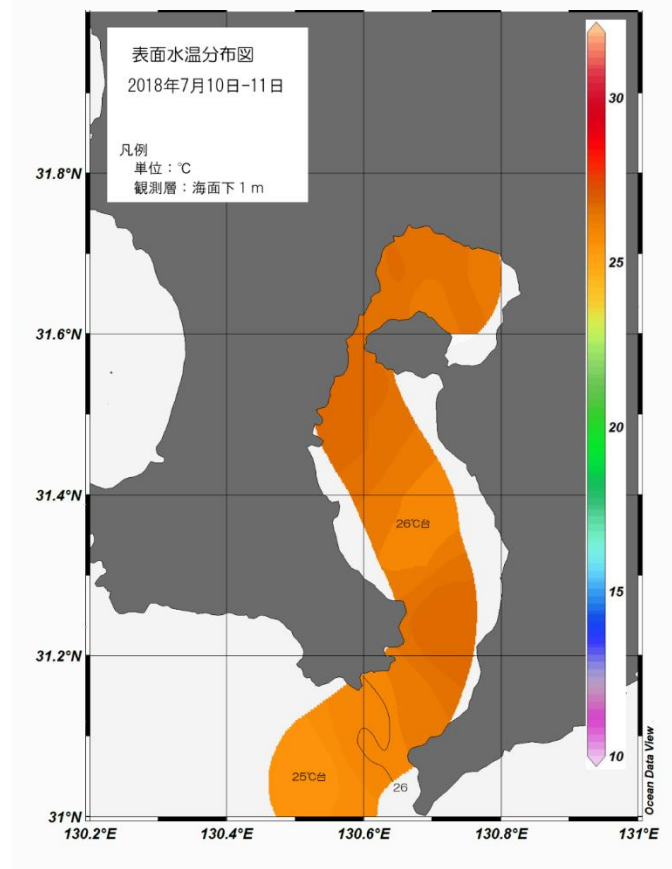 表面水温分布図
2018年7月10日-11日
凡例
単位：℃
観測層：海面下１ｍ
31.8°N
31.6°N
31.4°N
31.2°N
31°N
130.2°E
130.4°E
130.6°E
130.8°E
131°E
26℃台
25℃台
26
30
25
20
15
10
Ocean Data View